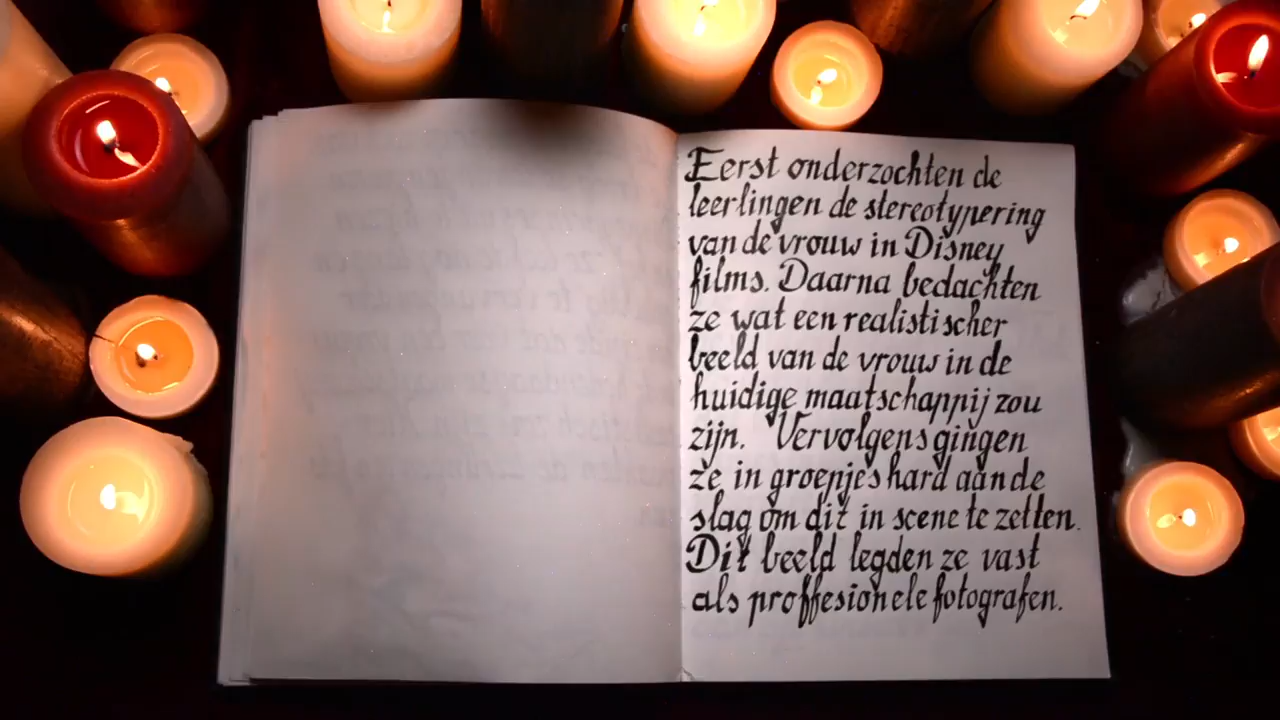 Eerst onderzochten de
leerlingen de stereotypering
van de vrouw in Disney
films. Daarna bedachten
ze wat een realistischer
beeld van de vrouw in de
huidige maatschappij zou
zijn. Vervolgens gingen
ze in groepjes hard aan de
slag om dit in scene te zetten.
Dit beeld legden ze vast
als proffesionele fotografen.